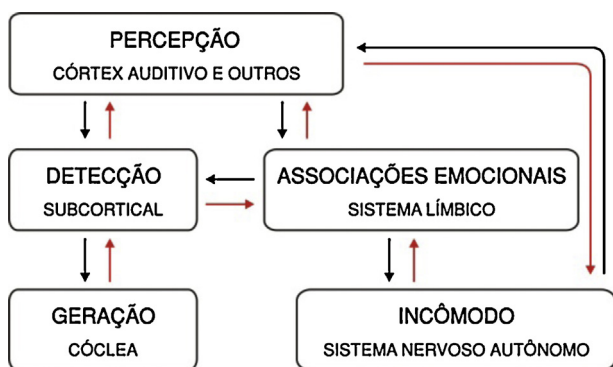 PERCEPÇÃO
CÓRTEX AUDITIVO E OUTROS
DETECÇÃO
SUBCORTICAL
ASSOCIAÇÕES EMOCIONAIS
SISTEMA LÍMBICO
GERAÇÃO
CÓCLEA
INCÔMODO
SISTEMA NERVOSO AUTÔNOMO